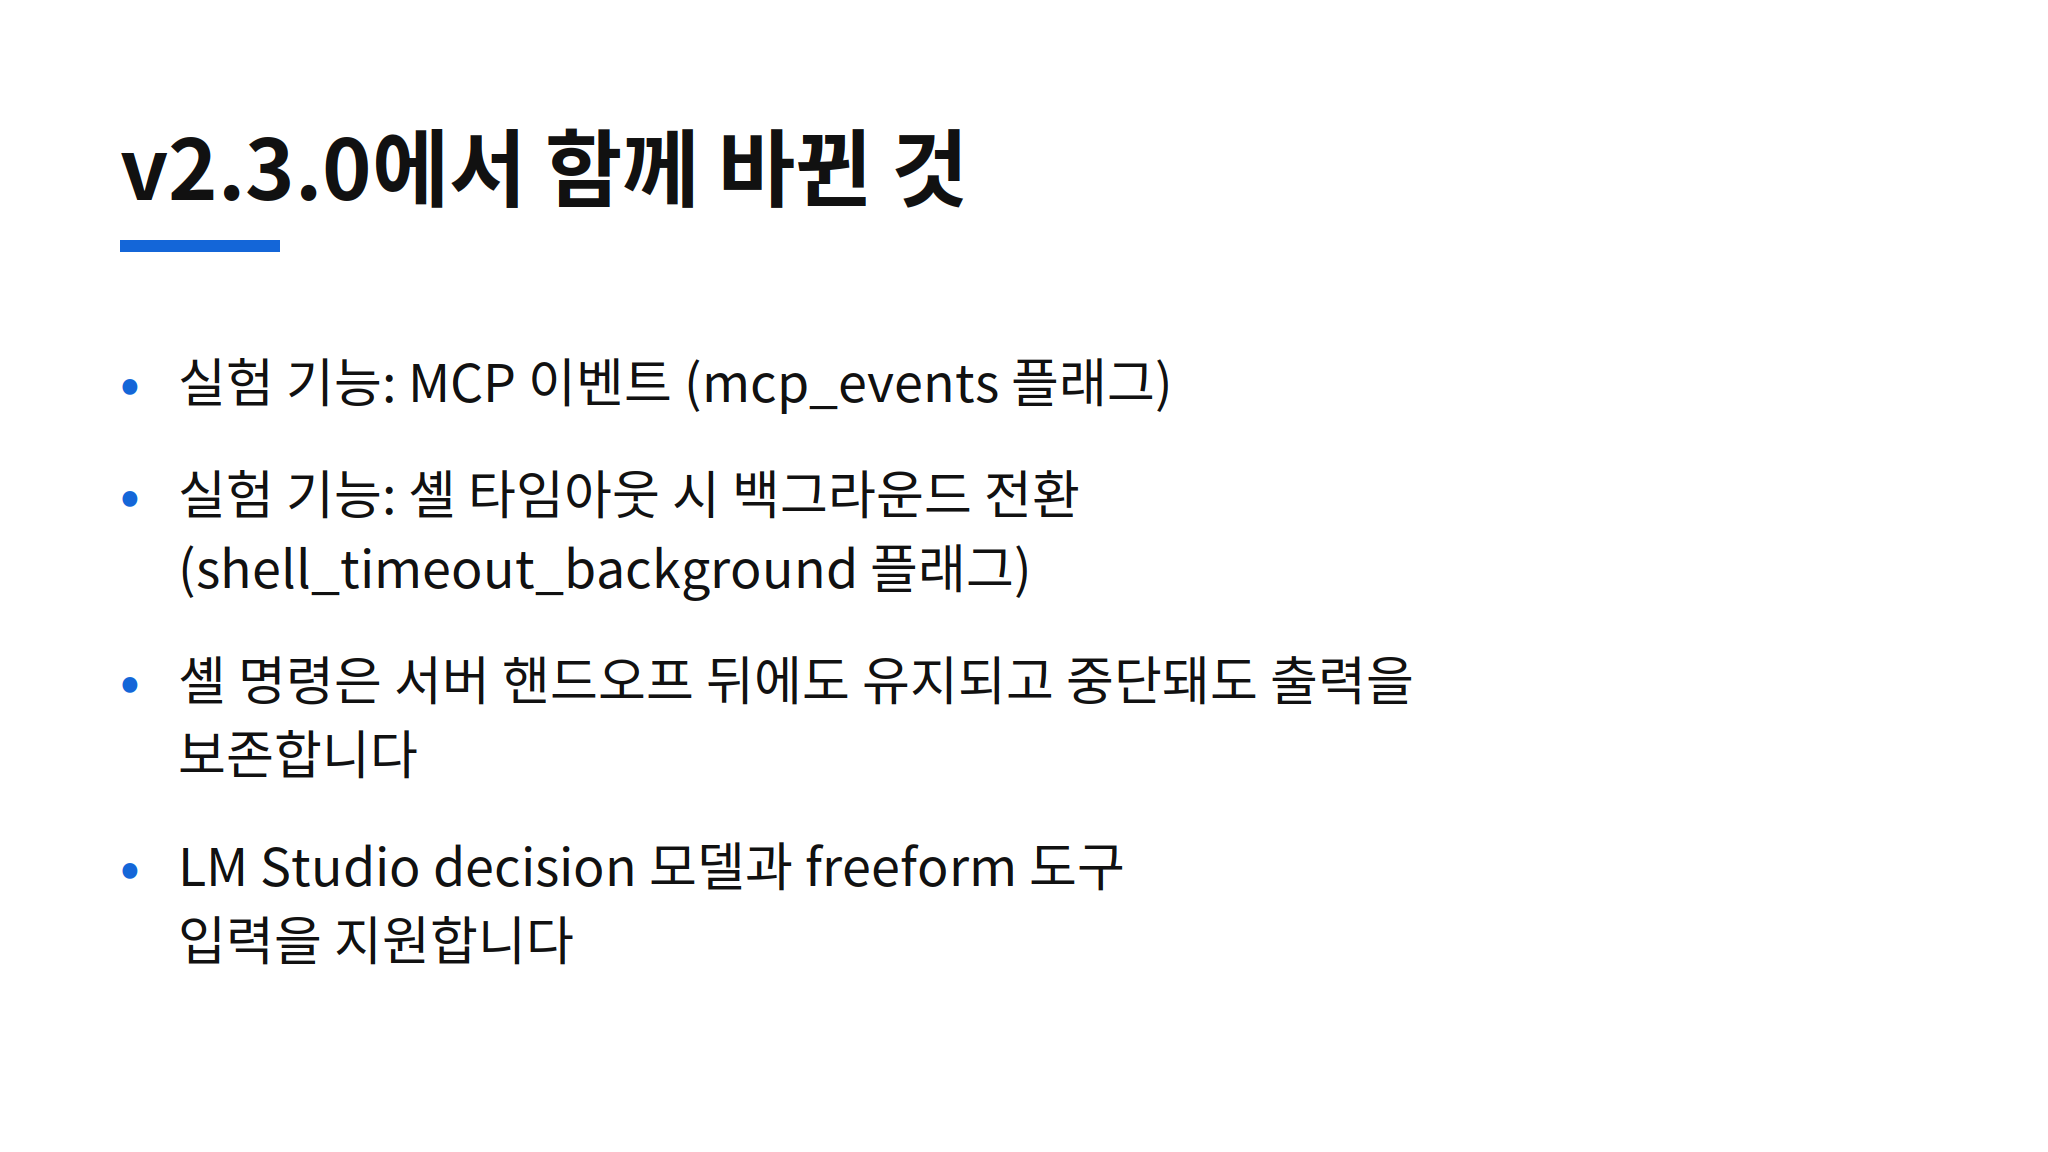 v2.3.0에서 함께 바뀐 것
• 실험 기능: MCP 이벤트 (mcp_events 플래그)
• 실험 기능: 셸 타임아웃 시 백그라운드 전환
(shell_timeout_background 플래그)
• 셸 명령은 서버 핸드오프 뒤에도 유지되고 중단돼도 출력을
보존합니다
• LM Studio decision 모델과 freeform 도구
입력을 지원합니다